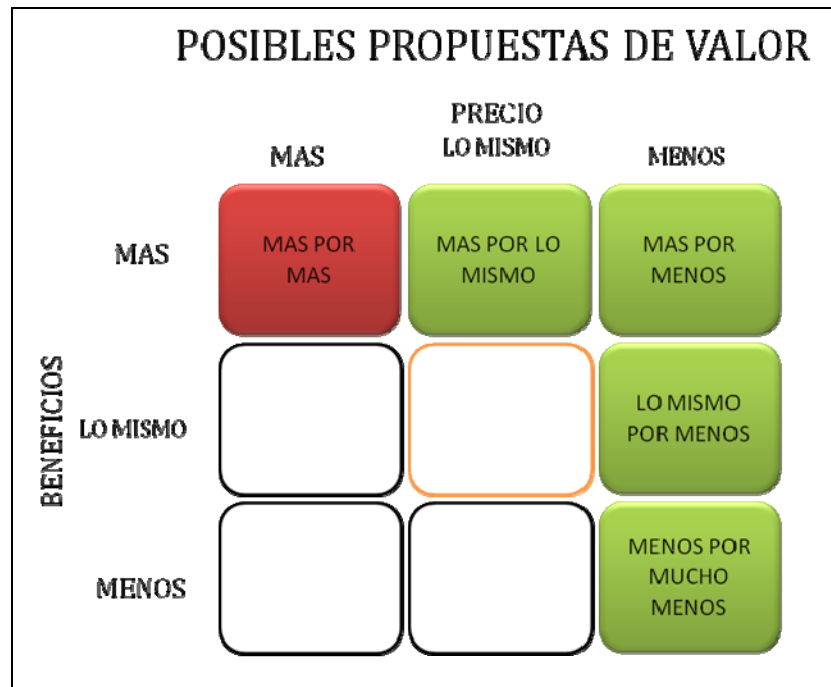 POSIBLES PROPUESTAS DE VALOR
PRECIO
MAS
LO MISMO
MENOS
MAS
MAS POR
MAS
MAS POR LO
MISMO
MAS POR
MENOS
BENEFICIOS
LO MISMO
LO MISMO
POR MENOS
MENOS
MENOS POR
MUCHO
MENOS